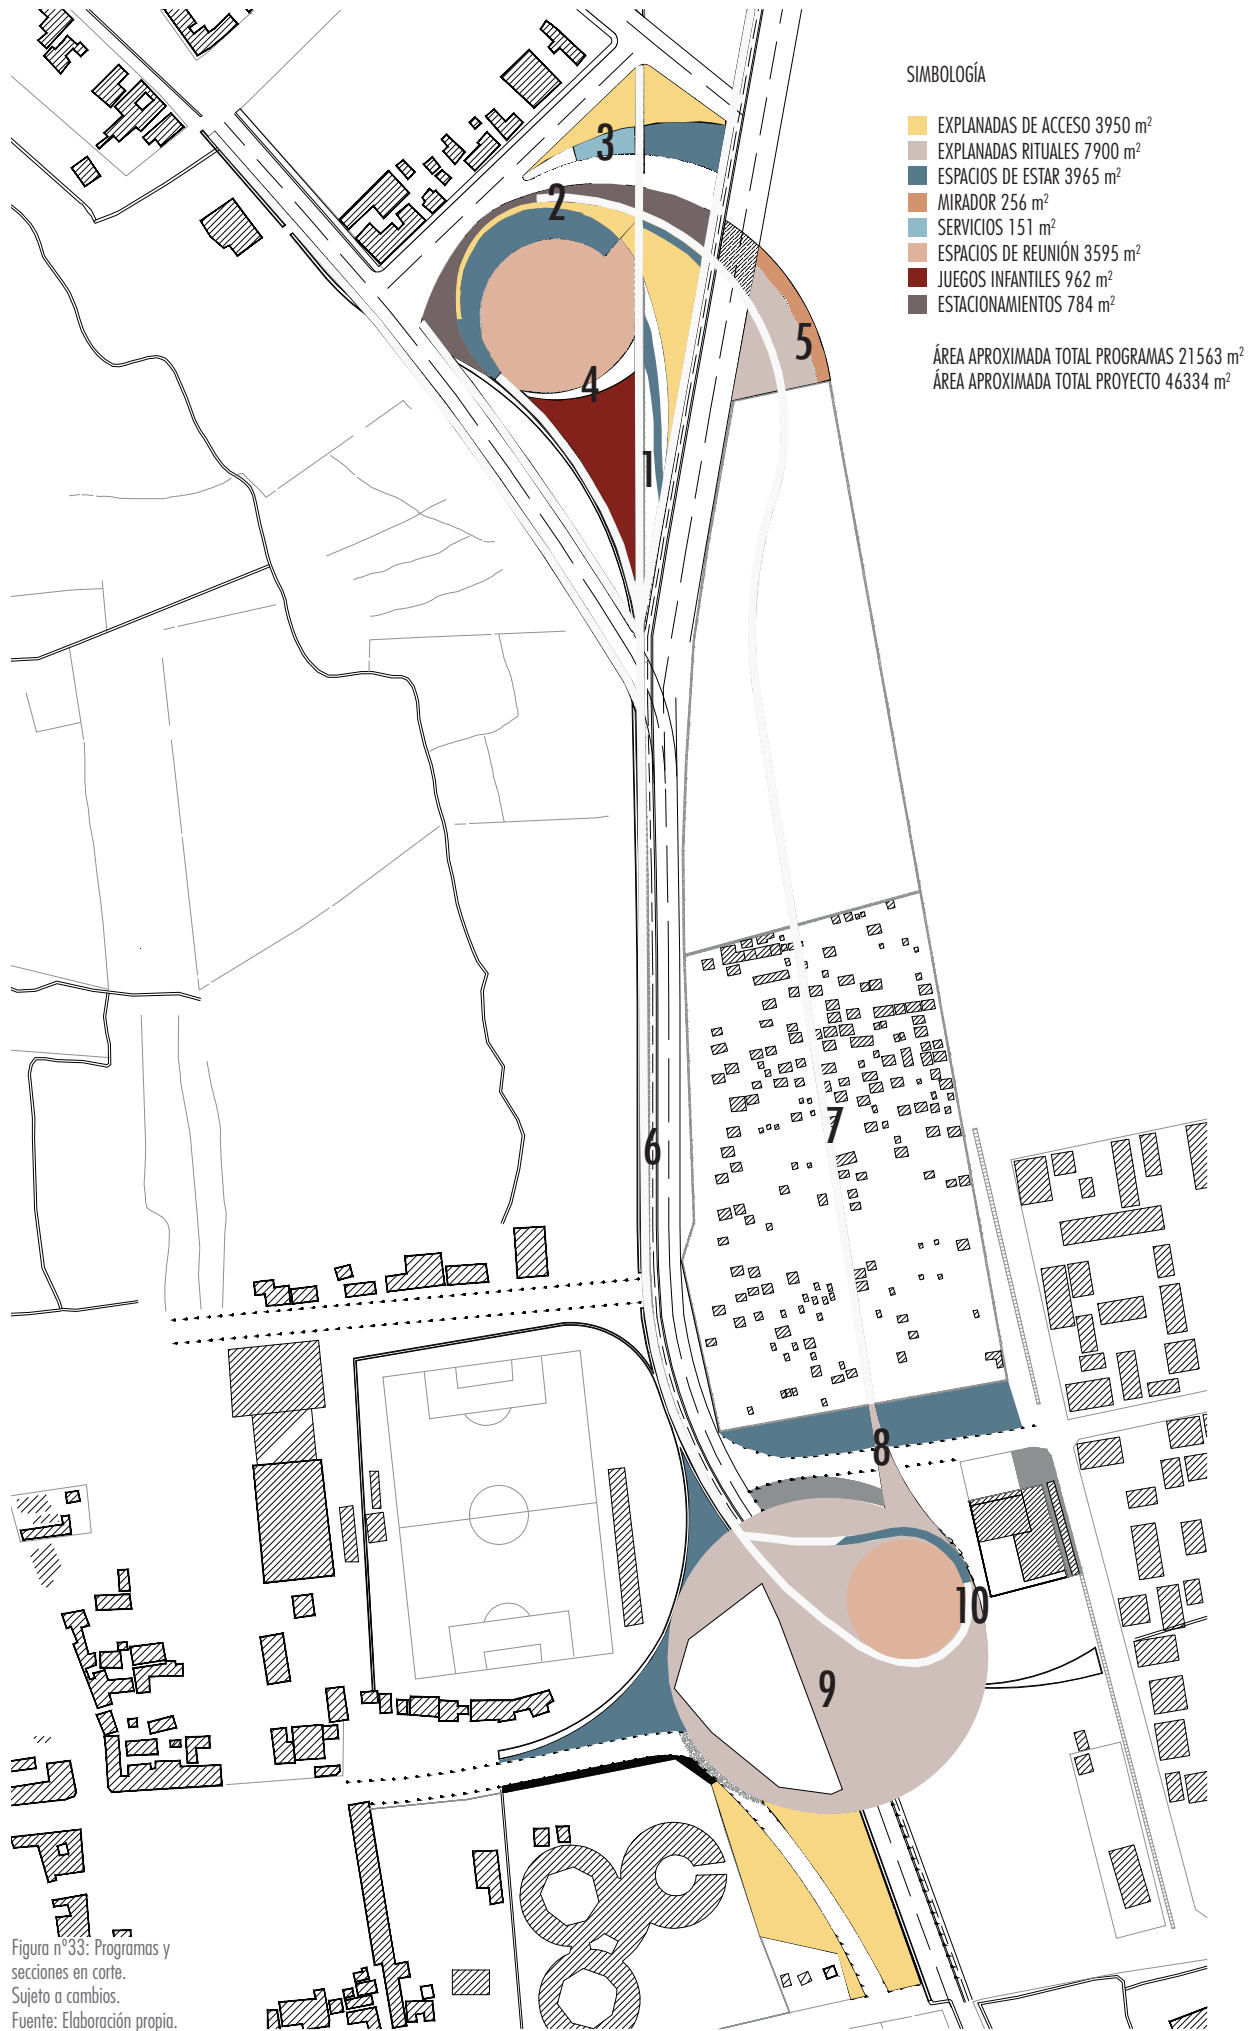 SIMBOLOGÍA
EXPLANADAS DE ACCESO 3950 m²
EXPLANADAS RITUALES 7900 m²
ESPACIOS DE ESTAR 3965 m²
MIRADOR 256 m²
SERVICIOS 151 m²
ESPACIOS DE REUNIÓN 3595 m²
JUEGOS INFANTILES 962 m²
ESTACIONAMIENTOS 784 m²
ÁREA APROXIMADA TOTAL PROGRAMAS 21563 m²
ÁREA APROXIMADA TOTAL PROYECTO 46334 m²
3
2
5
4
1
7
6
8
10
9
Figura nº33: Programas y
secciones en corte.
Sujeto a cambios.
Fuente: Elaboración propia.